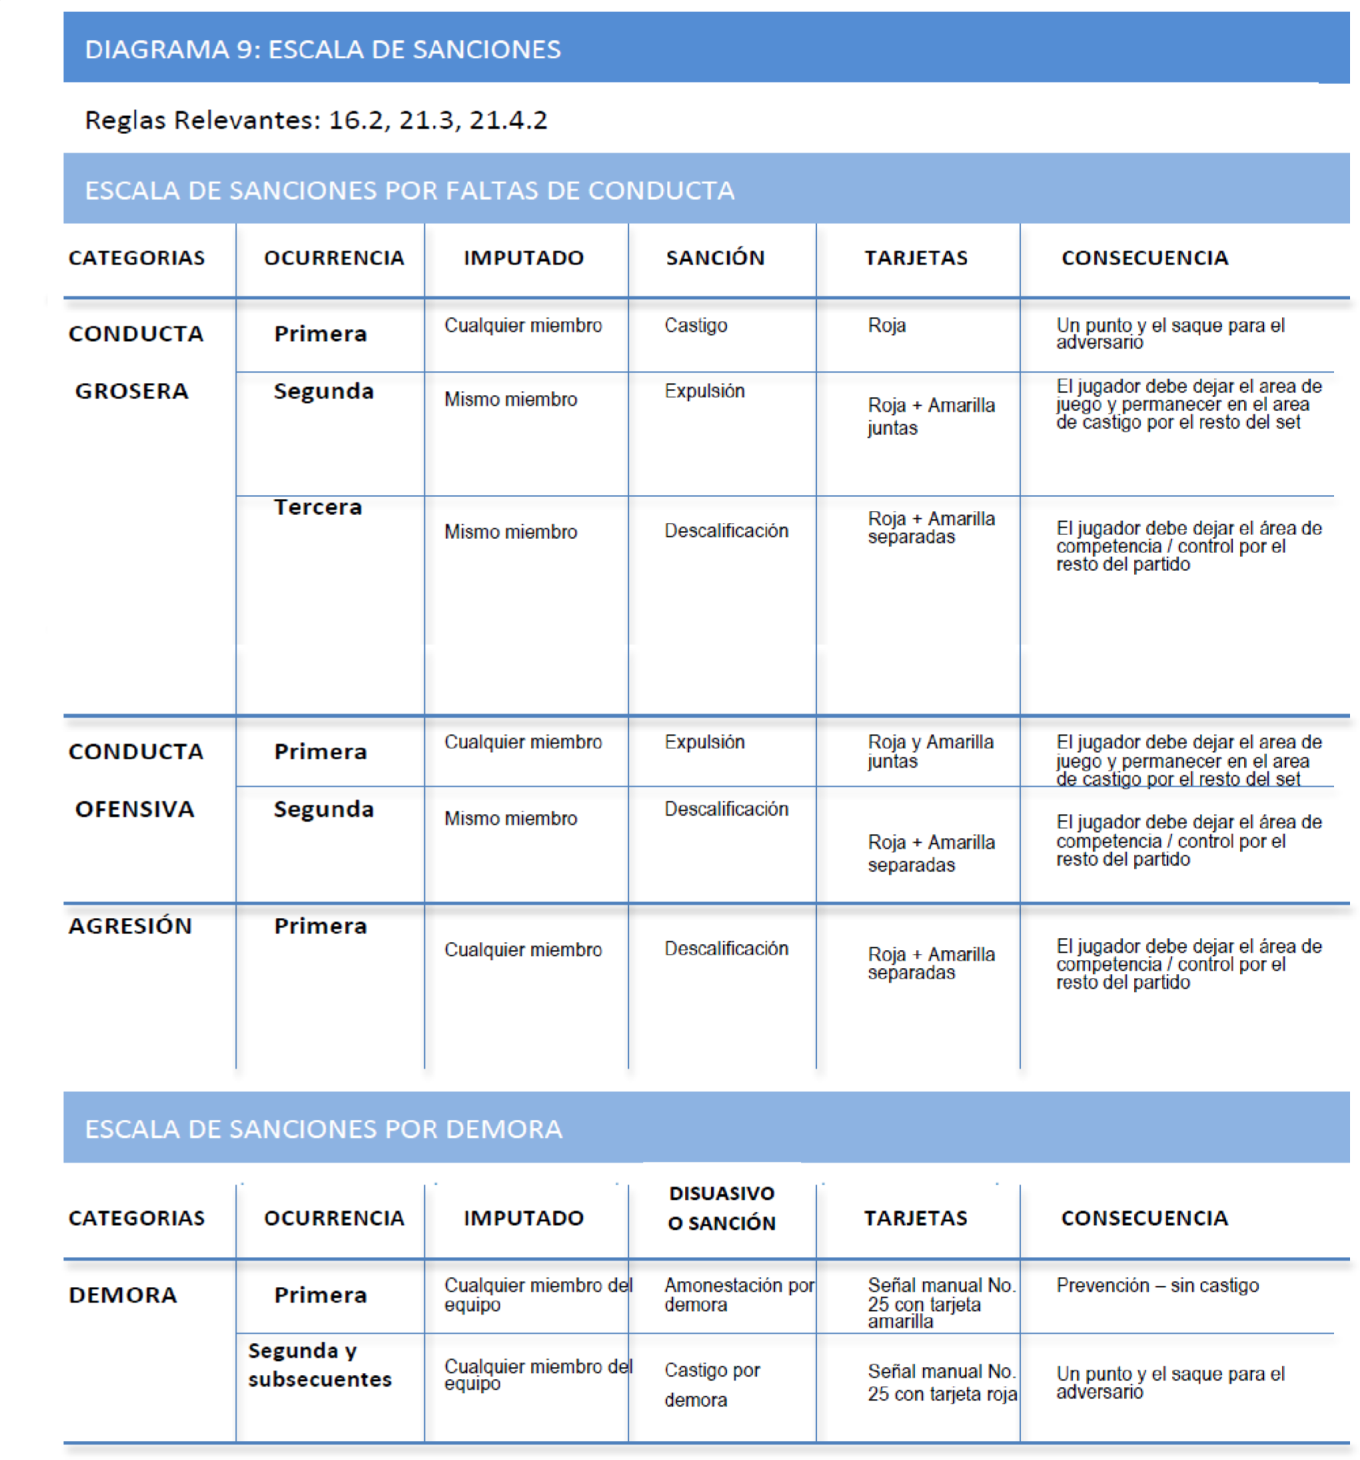 DIAGRAMA 9: ESCALA DE SANCIONES
Reglas Relevantes: 16.2, 21.3, 21.4.2
ESCALA DE SANCIONES POR FALTAS DE CONDUCTA
CATEGORIAS OCURRENCIA IMPUTADO SANCIÓN TARJETAS CONSECUENCIA
CONDUCTA Primera Cualquier miembro Castigo Roja Un punto y el saque para el
adversario
GROSERA Segunda Mismo miembro Expulsión Roja + Amarilla
juntas
El jugador debe dejar el area de
juego y permanecer en el area
de castigo por el resto del set
Tercera Mismo miembro Descalificación Roja + Amarilla
separadas
El jugador debe dejar el área de
competencia / control por el
resto del partido
CONDUCTA Primera Cualquier miembro Expulsión Roja y Amarilla
juntas
El jugador debe dejar el area de
juego y permanecer en el area
de castigo por el resto del set
OFENSIVA Segunda Mismo miembro Descalificación Roja + Amarilla
separadas
El jugador debe dejar el área de
competencia / control por el
resto del partido
AGRESIÓN Primera Cualquier miembro Descalificación Roja + Amarilla
separadas
El jugador debe dejar el área de
competencia / control por el
resto del partido
ESCALA DE SANCIONES POR DEMORA
CATEGORIAS OCURRENCIA IMPUTADO DISUASIVO
O SANCIÓN
TARJETAS CONSECUENCIA
DEMORA Primera Cualquier miembro del
equipo
Amonestación por
demora
Señal manual No.
25 con tarjeta
amarilla
Prevención – sin castigo
Segunda y
subsecuentes
Cualquier miembro del
equipo
Castigo por
demora
Señal manual No.
25 con tarjeta roja
Un punto y el saque para el
adversario